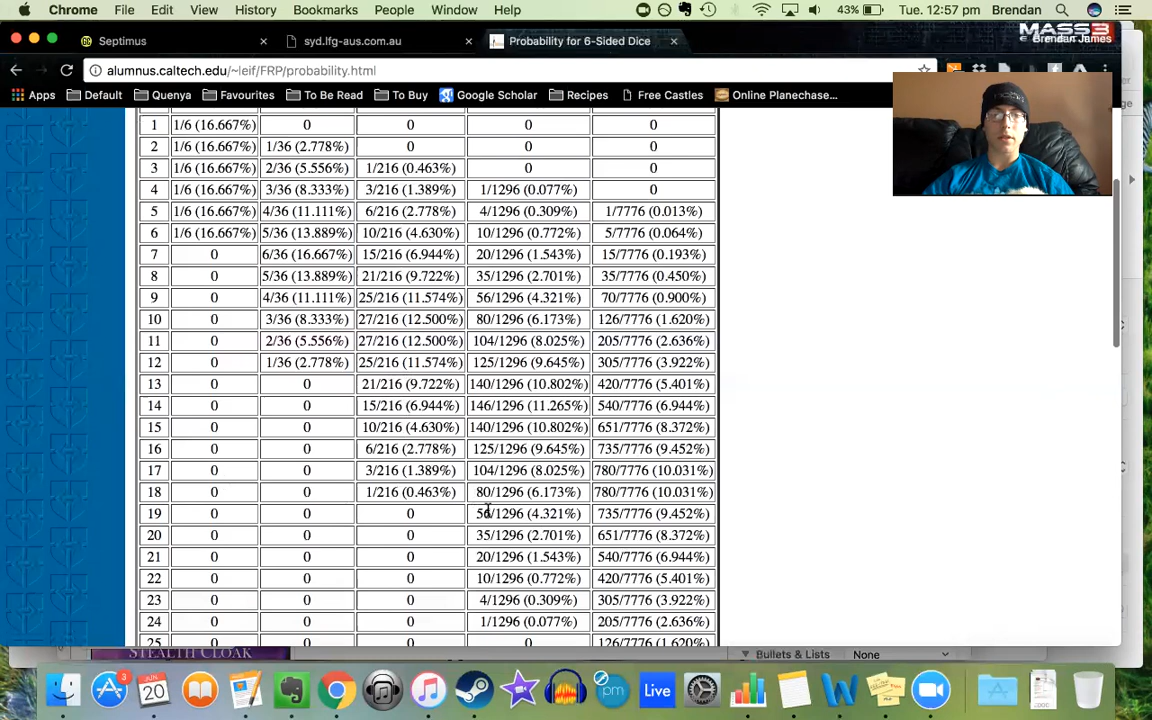 Chrome File Edit View History Bookmarks People Window Help 43% Tue. 12:57 pm Brendan
MASS 3
Brendan James
Septimus × syd.lfg-aus.com.au × Probability for 6-Sided Dice ×
alumnus.caltech.edu/~leif/FRP/probability.html
Apps Default Quenya Favourites To Be Read To Buy Google Scholar Recipes Free Castles Online Planechase...
1 1/6 (16.667%) 0 0 0 0
2 1/6 (16.667%) 1/36 (2.778%) 0 0 0
3 1/6 (16.667%) 2/36 (5.556%) 1/216 (0.463%) 0 0
4 1/6 (16.667%) 3/36 (8.333%) 3/216 (1.389%) 1/1296 (0.077%) 0
5 1/6 (16.667%) 4/36 (11.111%) 6/216 (2.778%) 4/1296 (0.309%) 1/7776 (0.013%)
6 1/6 (16.667%) 5/36 (13.889%) 10/216 (4.630%) 10/1296 (0.772%) 5/7776 (0.064%)
7 0 6/36 (16.667%) 15/216 (6.944%) 20/1296 (1.543%) 15/7776 (0.193%)
8 0 5/36 (13.889%) 21/216 (9.722%) 35/1296 (2.701%) 35/7776 (0.450%)
9 0 4/36 (11.111%) 25/216 (11.574%) 56/1296 (4.321%) 70/7776 (0.900%)
10 0 3/36 (8.333%) 27/216 (12.500%) 80/1296 (6.173%) 126/7776 (1.620%)
11 0 2/36 (5.556%) 27/216 (12.500%) 104/1296 (8.025%) 205/7776 (2.636%)
12 0 1/36 (2.778%) 25/216 (11.574%) 125/1296 (9.645%) 305/7776 (3.922%)
13 0 0 21/216 (9.722%) 140/1296 (10.802%) 420/7776 (5.401%)
14 0 0 15/216 (6.944%) 146/1296 (11.265%) 540/7776 (6.944%)
15 0 0 10/216 (4.630%) 140/1296 (10.802%) 651/7776 (8.372%)
16 0 0 6/216 (2.778%) 125/1296 (9.645%) 735/7776 (9.452%)
17 0 0 3/216 (1.389%) 104/1296 (8.025%) 780/7776 (10.031%)
18 0 0 1/216 (0.463%) 80/1296 (6.173%) 780/7776 (10.031%)
19 0 0 0 56/1296 (4.321%) 735/7776 (9.452%)
20 0 0 0 35/1296 (2.701%) 651/7776 (8.372%)
21 0 0 0 20/1296 (1.543%) 540/7776 (6.944%)
22 0 0 0 10/1296 (0.772%) 420/7776 (5.401%)
23 0 0 0 4/1296 (0.309%) 305/7776 (3.922%)
24 0 0 0 1/1296 (0.077%) 205/7776 (2.636%)
25 0 0 0 0 126/7776 (1.620%)
STEALTH CLOAK Bullets & Lists None
3
JUN
20
pm
Live